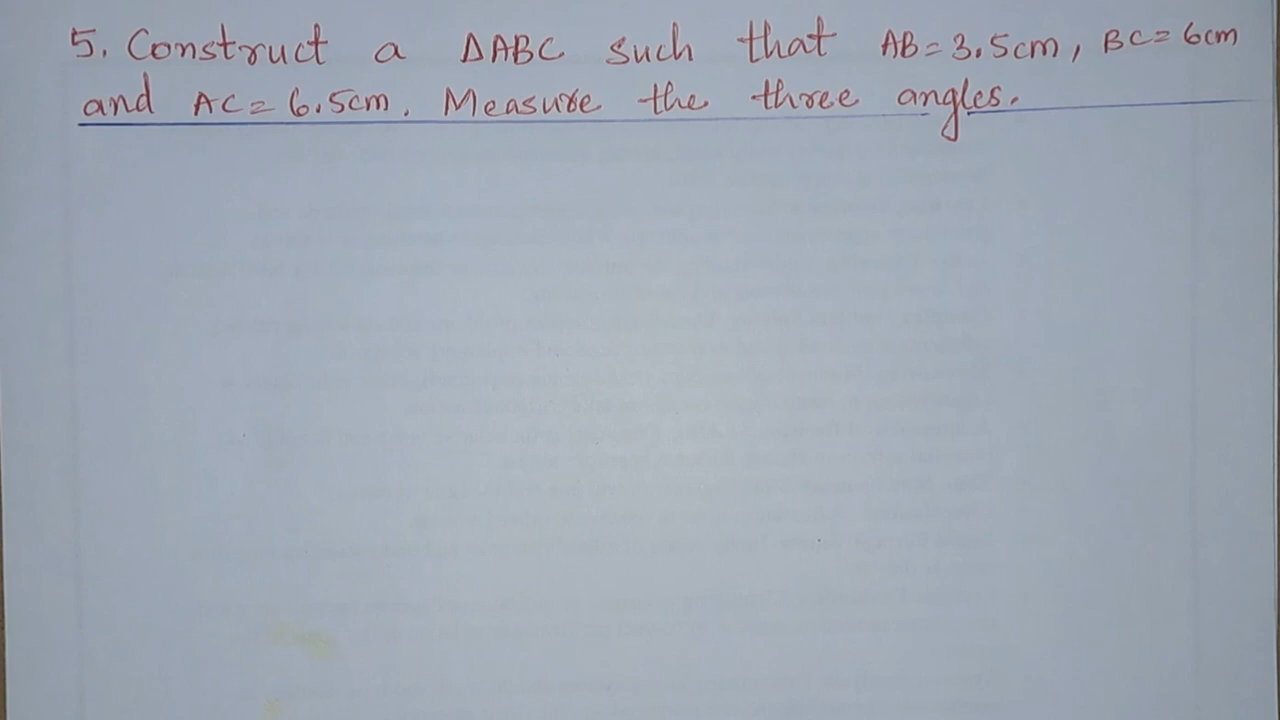 5. Construct a ΔABC such that AB=3.5cm, BC=6cm
and AC=6.5cm. Measure the three angles.